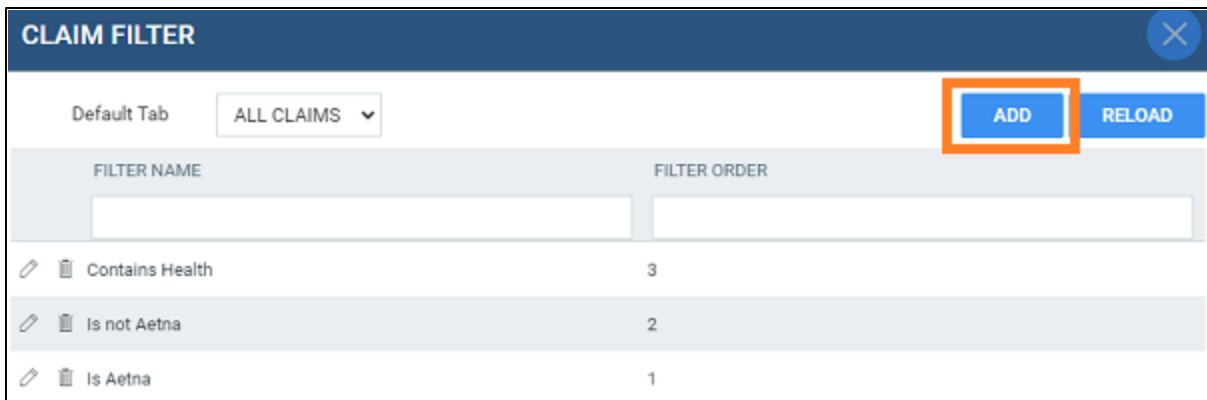 CLAIM FILTER
Default Tab ALL CLAIMS ADD RELOAD
FILTER NAME FILTER ORDER
Contains Health 3
Is not Aetna 2
Is Aetna 1